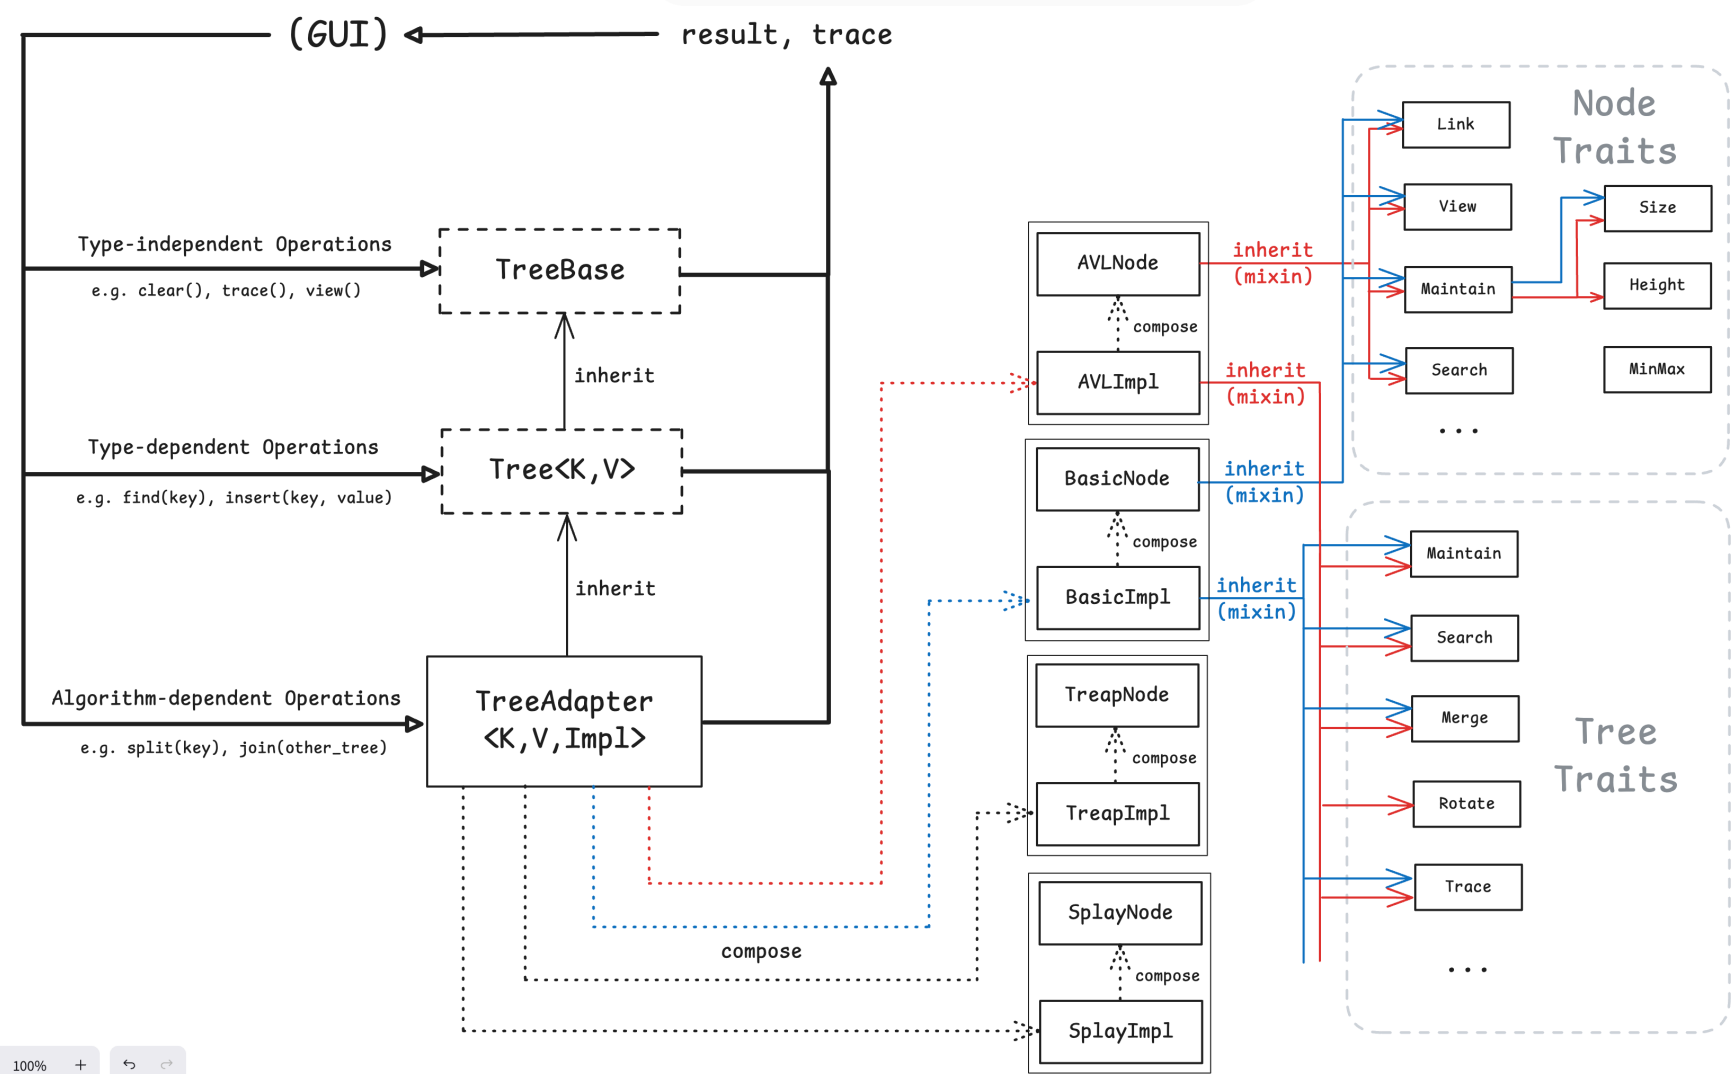 (GUI)
result, trace
Type-independent Operations
e.g. clear(), trace(), view()
TreeBase
inherit
Type-dependent Operations
e.g. find(key), insert(key, value)
Tree<K,V>
inherit
Algorithm-dependent Operations
e.g. split(key), join(other_tree)
TreeAdapter
<K,V,Impl>
compose
AVLNode
compose
AVLImpl
inherit
(mixin)
inherit
(mixin)
BasicNode
compose
BasicImpl
inherit
(mixin)
inherit
(mixin)
TreapNode
compose
TreapImpl
SplayNode
compose
SplayImpl
Node
Traits
Link
View
Maintain
Search
...
Size
Height
MinMax
Tree
Traits
Maintain
Search
Merge
Rotate
Trace
...
100%
+